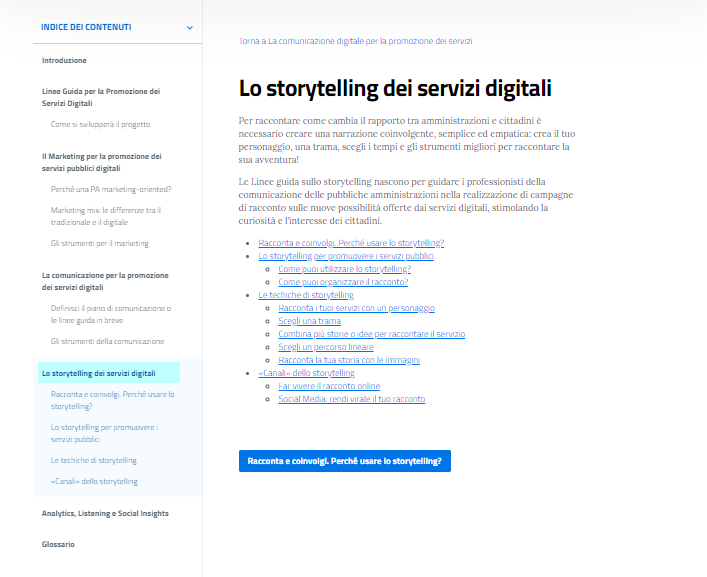 INDICE DEI CONTENUTI
Introduzione
Linee Guida per la Promozione dei
Servizi Digitali
Come si svilupperà il progetto
Il Marketing per la promozione dei
servizi pubblici digitali
Perché una PA marketing-oriented?
Marketing mix: le differenze tra il
tradizionale e il digitale
Gli strumenti per il marketing
La comunicazione per la promozione
dei servizi digitali
Definisci il piano di comunicazione o
le linee guida in breve
Gli strumenti della comunicazione
Lo storytelling dei servizi digitali
Racconta e coinvolgi. Perché usare lo
storytelling?
Lo storytelling per promuovere i
servizi pubblici
Le techiche di storytelling
«Canali» dello storytelling
Analytics, Listening e Social Insights
Glossario
Torna a La comunicazione digitale per la promozione dei servizi
Lo storytelling dei servizi digitali
Per raccontare come cambia il rapporto tra amministrazioni e cittadini è
necessario creare una narrazione coinvolgente, semplice ed empatica: crea il tuo
personaggio, una trama, scegli i tempi e gli strumenti migliori per raccontare la
sua avventura!
Le Linee guida sullo storytelling nascono per guidare i professionisti della
comunicazione delle pubbliche amministrazioni nella realizzazione di campagne
di racconto sulle nuove possibilità offerte dai servizi digitali, stimolando la
curiosità e l'interesse dei cittadini.
Racconta e coinvolgi. Perché usare lo storytelling?
Lo storytelling per promuovere i servizi pubblici
Come puoi utilizzare lo storytelling?
Come puoi organizzare il racconto?
Le techiche di storytelling
Racconta i tuoi servizi con un personaggio
Scegli una trama
Combina più storie o idee per raccontare il servizio
Scegli un percorso lineare
Racconta la tua storia con le immagini
«Canali» dello storytelling
Far vivere il racconto online
Social Media: rendi virale il tuo racconto
Racconta e coinvolgi. Perché usare lo storytelling?